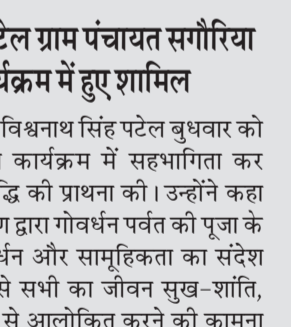 टेल ग्राम पंचायत सगौरिया
र्यक्रम में हुए शामिल
विश्वनाथ सिंह पटेल बुधवार को
कार्यक्रम में सहभागिता कर
द्धि की प्राथना की। उन्होंने कहा
ण द्वारा गोवर्धन पर्वत की पूजा के
र्धन और सामूहिकता का संदेश
से सभी का जीवन सुख-शांति,
से आलोकित करने की कामना